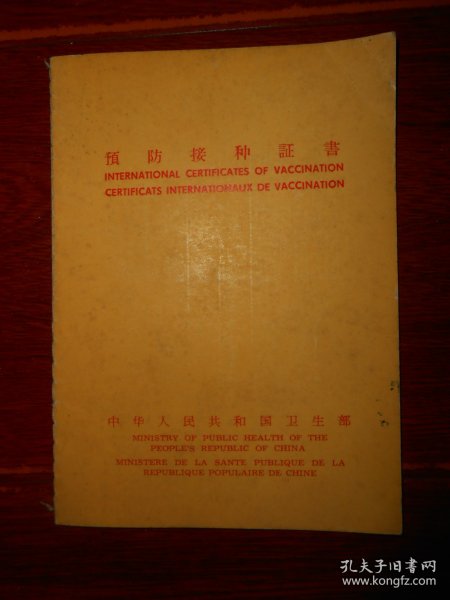 預防接种証書
INTERNATIONAL CERTIFICATES OF VACCINATION
CERTIFICATS INTERNATIONAUX DE VACCINATION
中华人民共和国卫生部
MINISTRY OF PUBLIC HEALTH OF THE
PEOPLE'S REPUBLIC OF CHINA
MINISTERE DE LA SANTE PUBLIQUE DE LA
REPUBLIQUE POPULAIRE DE CHINE
孔夫子旧书网
www.kongfz.com